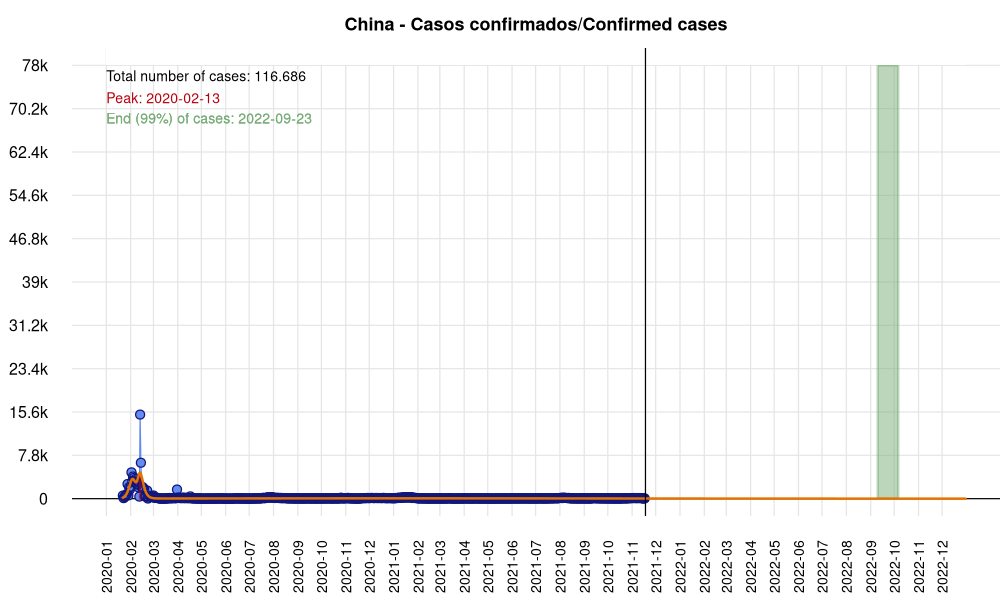 China - Casos confirmados/Confirmed cases
Total number of cases: 116.686
Peak: 2020-02-13
End (99%) of cases: 2022-09-23
78k
70.2k
62.4k
54.6k
46.8k
39k
31.2k
23.4k
15.6k
7.8k
0
2020-01
2020-02
2020-03
2020-04
2020-05
2020-06
2020-07
2020-08
2020-09
2020-10
2020-11
2020-12
2021-01
2021-02
2021-03
2021-04
2021-05
2021-06
2021-07
2021-08
2021-09
2021-10
2021-11
2021-12
2022-01
2022-02
2022-03
2022-04
2022-05
2022-06
2022-07
2022-08
2022-09
2022-10
2022-11
2022-12